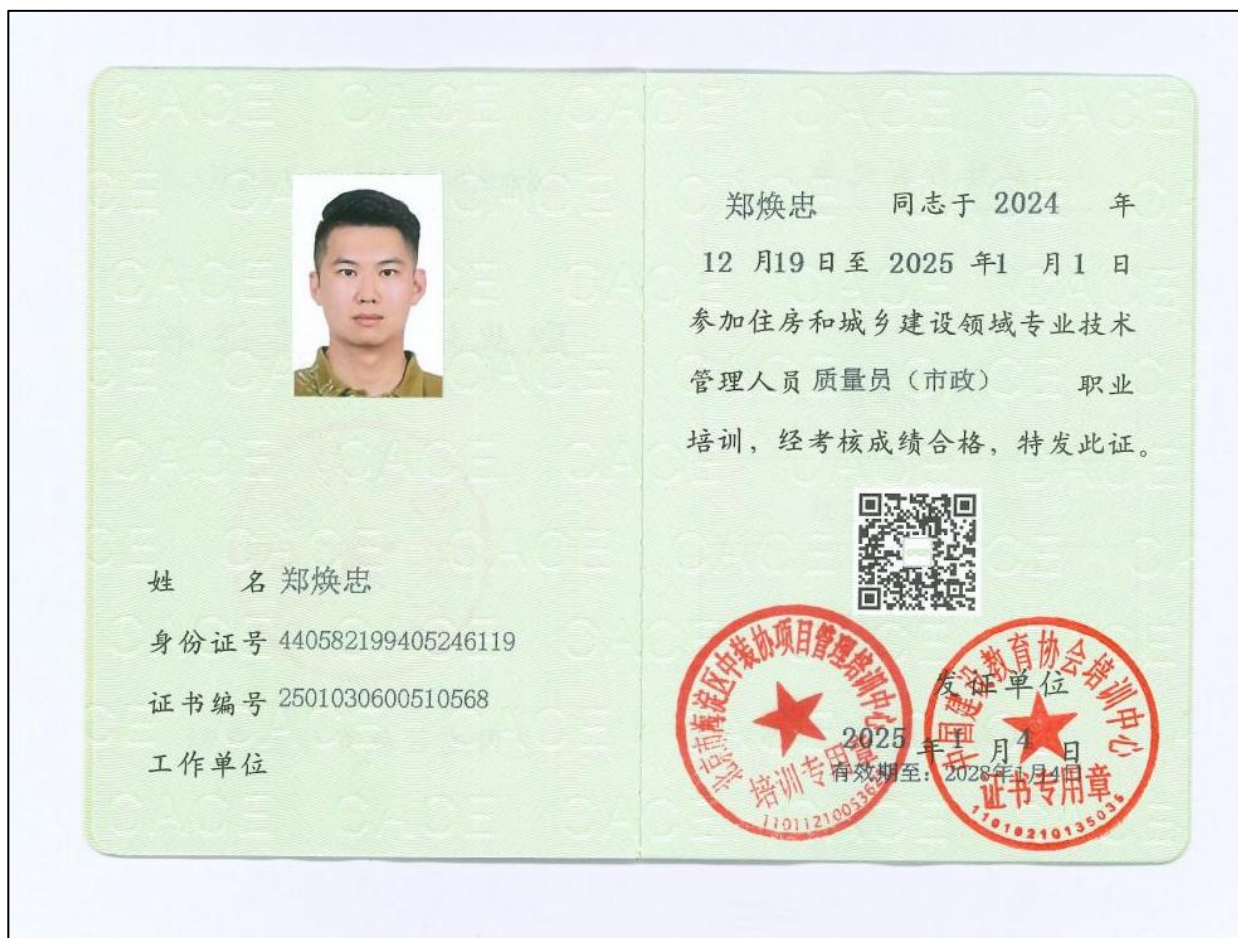 CACE
姓 名 郑焕忠
身份证号 440582199405246119
证书编号 2501030600510568
工作单位
郑焕忠 同志于 2024 年
12 月19 日至 2025 年1 月 1 日
参加住房和城乡建设领域专业技术
管理人员 质量员（市政） 职业
培训，经考核成绩合格，特发此证。
北京市海淀区中装协项目管理培训中心
培训专用章
中国建设教育协会培训中心
证书专用章
11010210135035
发证单位
2025 年 1 月 4 日
有效期至：2028年1月4日